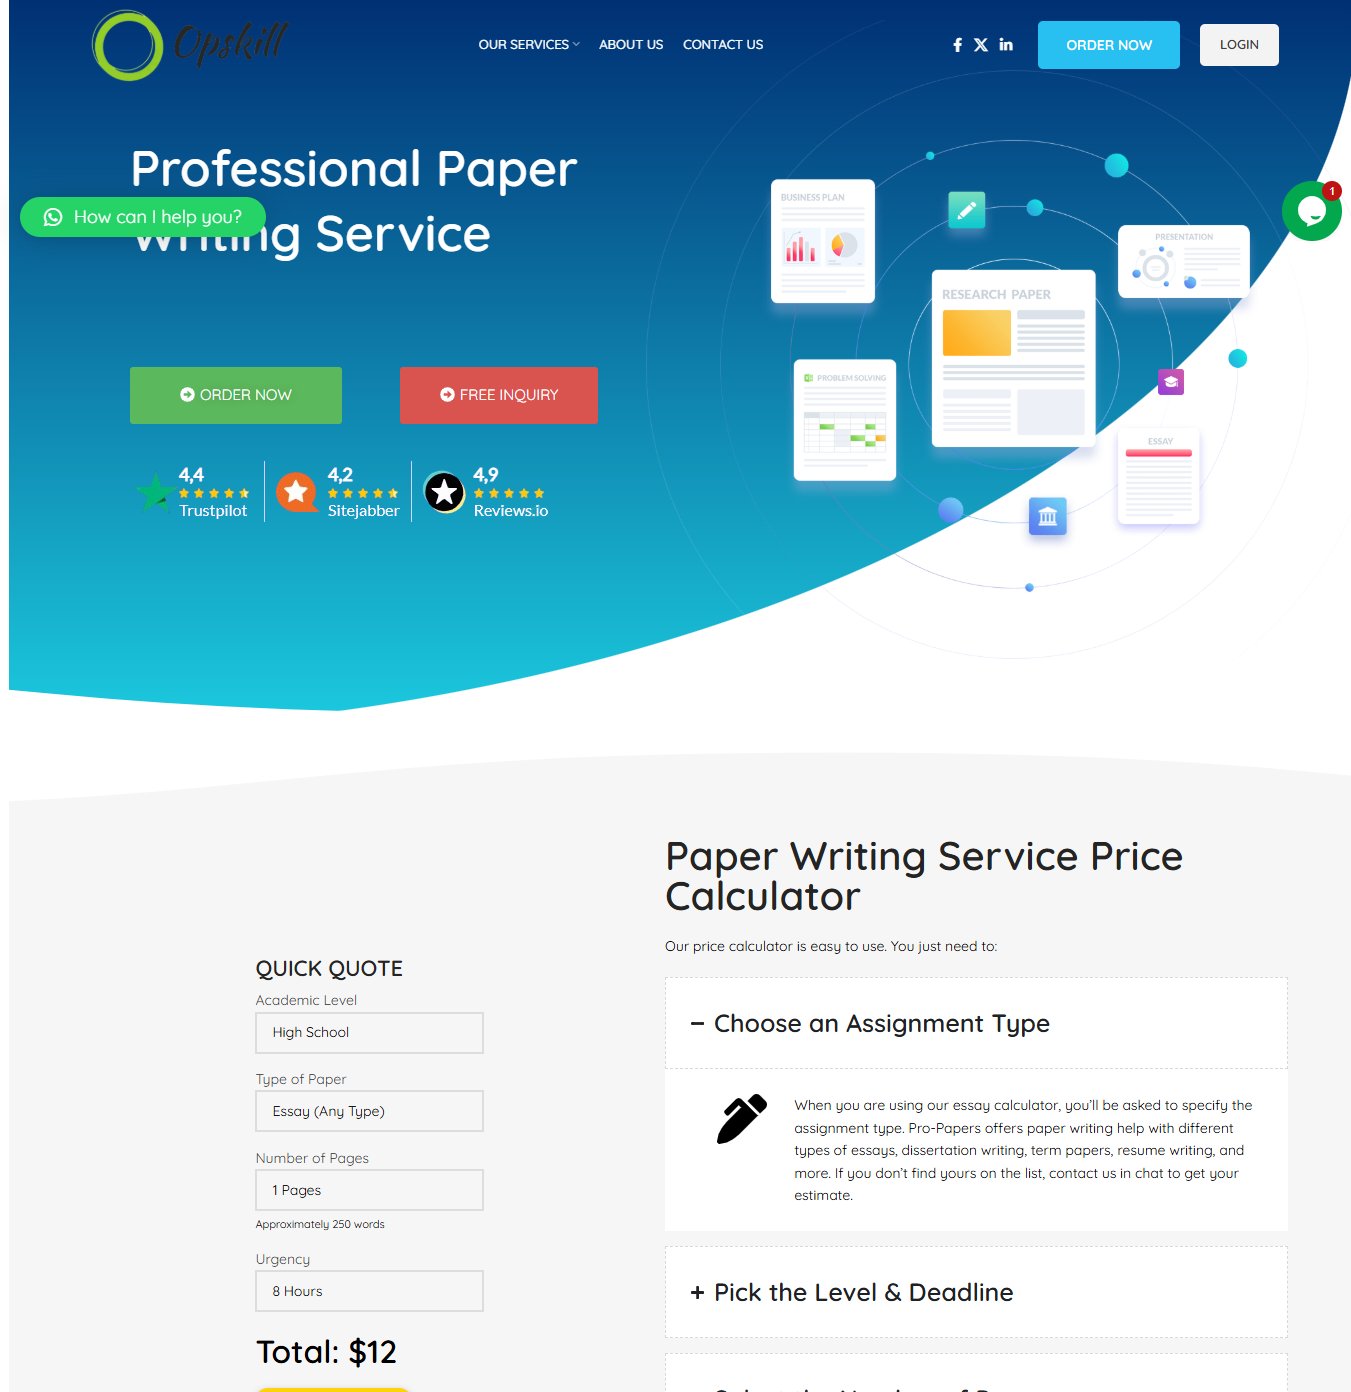 Opskill
OUR SERVICES
ABOUT US
CONTACT US
ORDER NOW
LOGIN
Professional Paper
Writing Service
How can I help you?
1
ORDER NOW
FREE INQUIRY
4,4
Trustpilot
4,2
Sitejabber
4,9
Reviews.io
BUSINESS PLAN
PRESENTATION
RESEARCH PAPER
PROBLEM SOLVING
ESSAY
Paper Writing Service Price
Calculator
Our price calculator is easy to use. You just need to:
QUICK QUOTE
Academic Level
High School
Type of Paper
Essay (Any Type)
Number of Pages
1 Pages
Approximately 250 words
Urgency
8 Hours
Total: $12
Choose an Assignment Type
When you are using our essay calculator, you’ll be asked to specify the
assignment type. Pro-Papers offers paper writing help with different
types of essays, dissertation writing, term papers, resume writing, and
more. If you don’t find yours on the list, contact us in chat to get your
estimate.
Pick the Level & Deadline